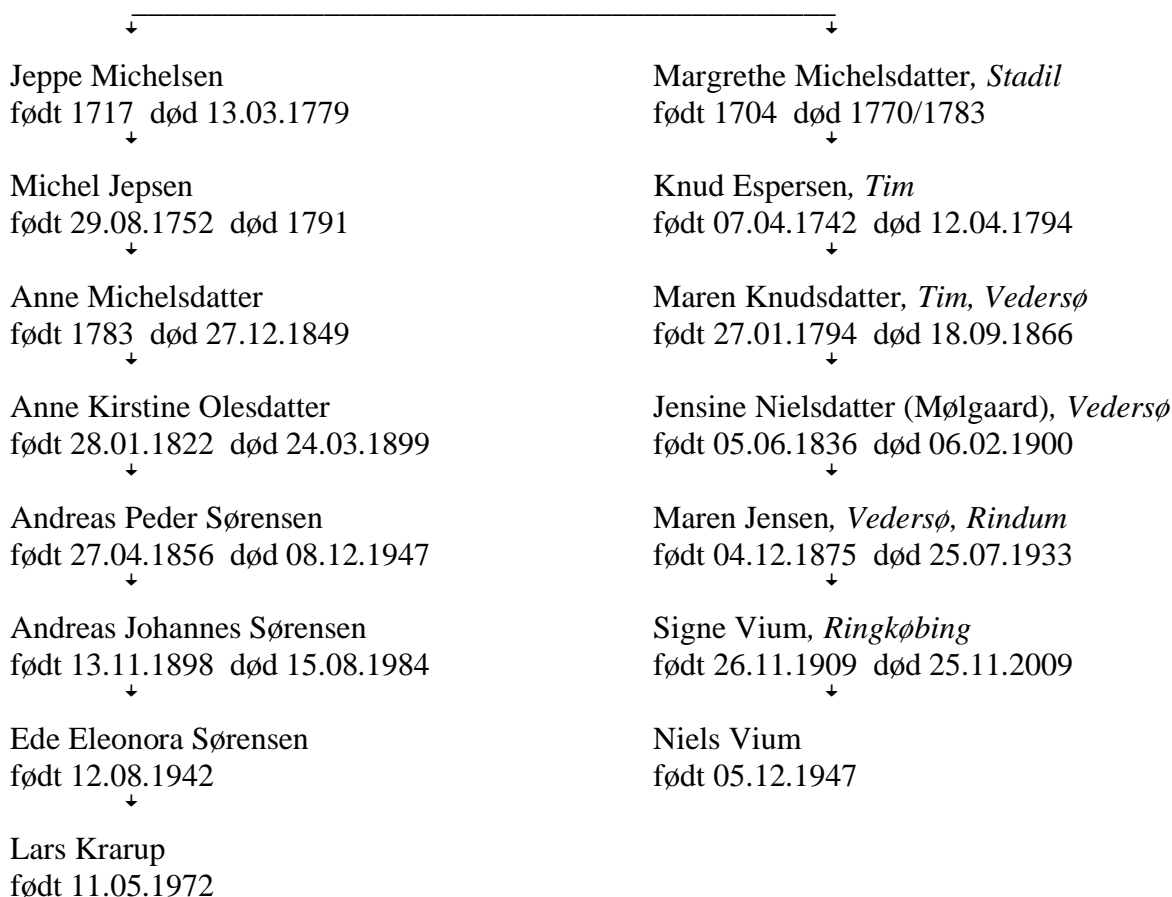 Jeppe Michelsen
født 1717 død 13.03.1779
Michel Jepsen
født 29.08.1752 død 1791
Anne Michelsdatter
født 1783 død 27.12.1849
Anne Kirstine Olesdatter
født 28.01.1822 død 24.03.1899
Andreas Peder Sørensen
født 27.04.1856 død 08.12.1947
Andreas Johannes Sørensen
født 13.11.1898 død 15.08.1984
Ede Eleonora Sørensen
født 12.08.1942
Lars Krarup
født 11.05.1972
Margrethe Michelsdatter, Stadil
født 1704 død 1770/1783
Knud Espersen, Tim
født 07.04.1742 død 12.04.1794
Maren Knudsdatter, Tim, Vedersø
født 27.01.1794 død 18.09.1866
Jensine Nielsdatter (Mølgaard), Vedersø
født 05.06.1836 død 06.02.1900
Maren Jensen, Vedersø, Rindum
født 04.12.1875 død 25.07.1933
Signe Vium, Ringkøbing
født 26.11.1909 død 25.11.2009
Niels Vium
født 05.12.1947